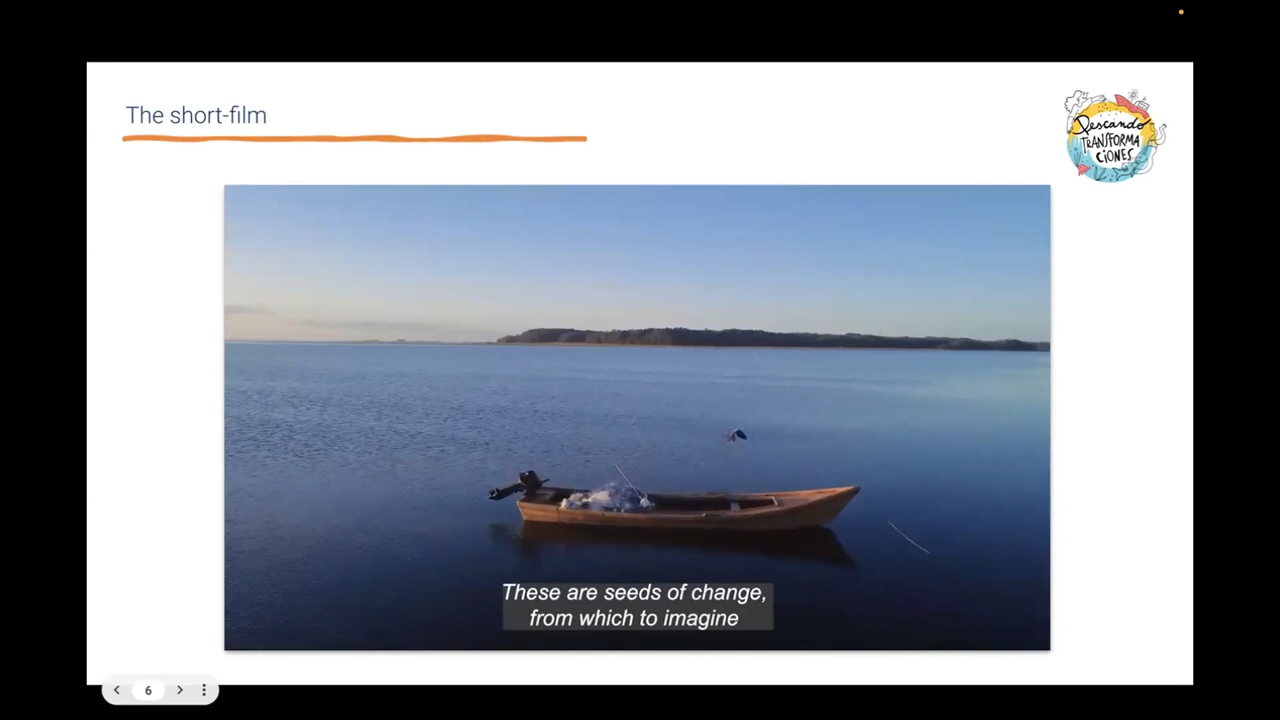 The short-film
Pescando
TRANSFORMA
CIONES
These are seeds of change,
from which to imagine
6